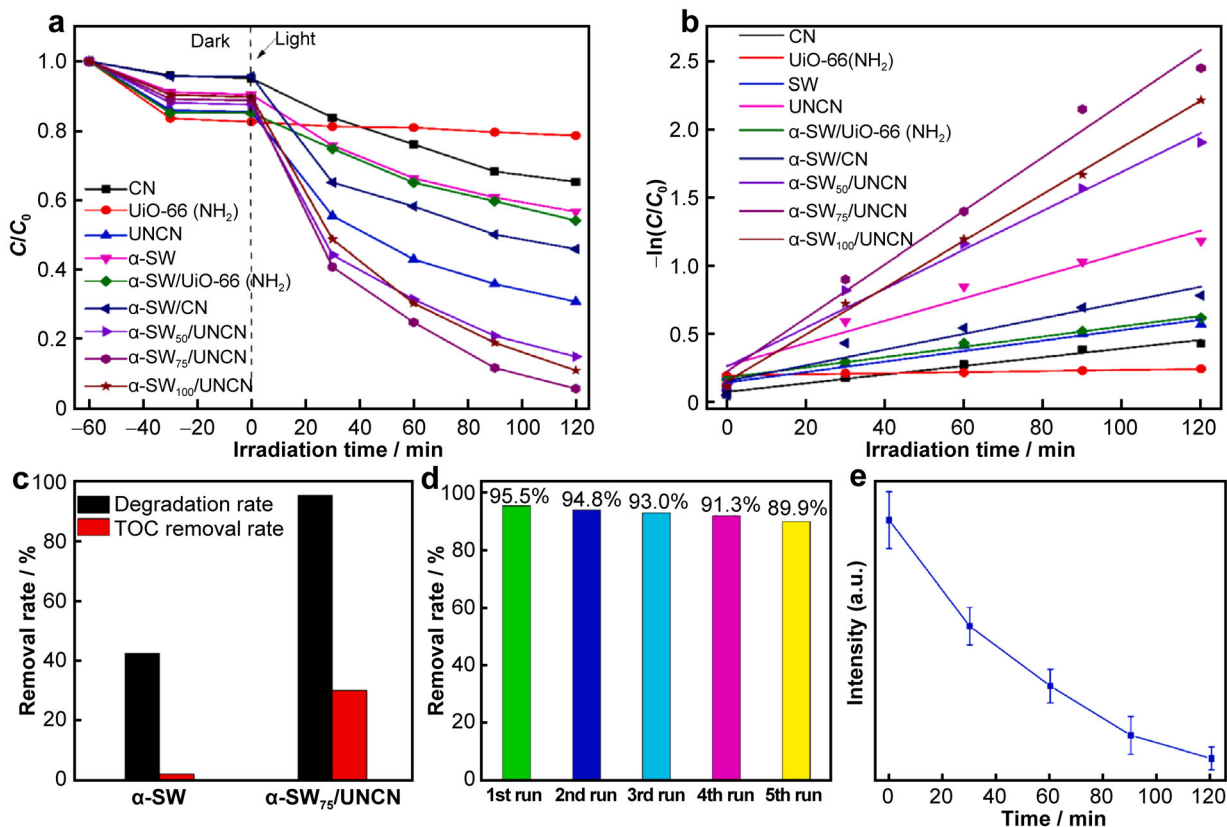 a
Dark
Light
1.0
0.8
0.6
0.4
0.2
0
C/C₀
CN
UiO-66 (NH₂)
UNCN
α-SW
α-SW/UiO-66 (NH₂)
α-SW/CN
α-SW₅₀/UNCN
α-SW₇₅/UNCN
α-SW₁₀₀/UNCN
−60 −40 −20 0 20 40 60 80 100 120
Irradiation time / min
b
2.5
2.0
1.5
1.0
0.5
0
−ln(C/C₀)
CN
UiO-66(NH₂)
SW
UNCN
α-SW/UiO-66 (NH₂)
α-SW/CN
α-SW₅₀/UNCN
α-SW₇₅/UNCN
α-SW₁₀₀/UNCN
0 20 40 60 80 100 120
Irradiation time / min
c
100
80
60
40
20
0
Removal rate / %
Degradation rate
TOC removal rate
α-SW α-SW₇₅/UNCN
d
100
80
60
40
20
0
Removal rate / %
95.5% 94.8% 93.0% 91.3% 89.9%
1st run 2nd run 3rd run 4th run 5th run
e
Intensity (a.u.)
0 20 40 60 80 100 120
Time / min